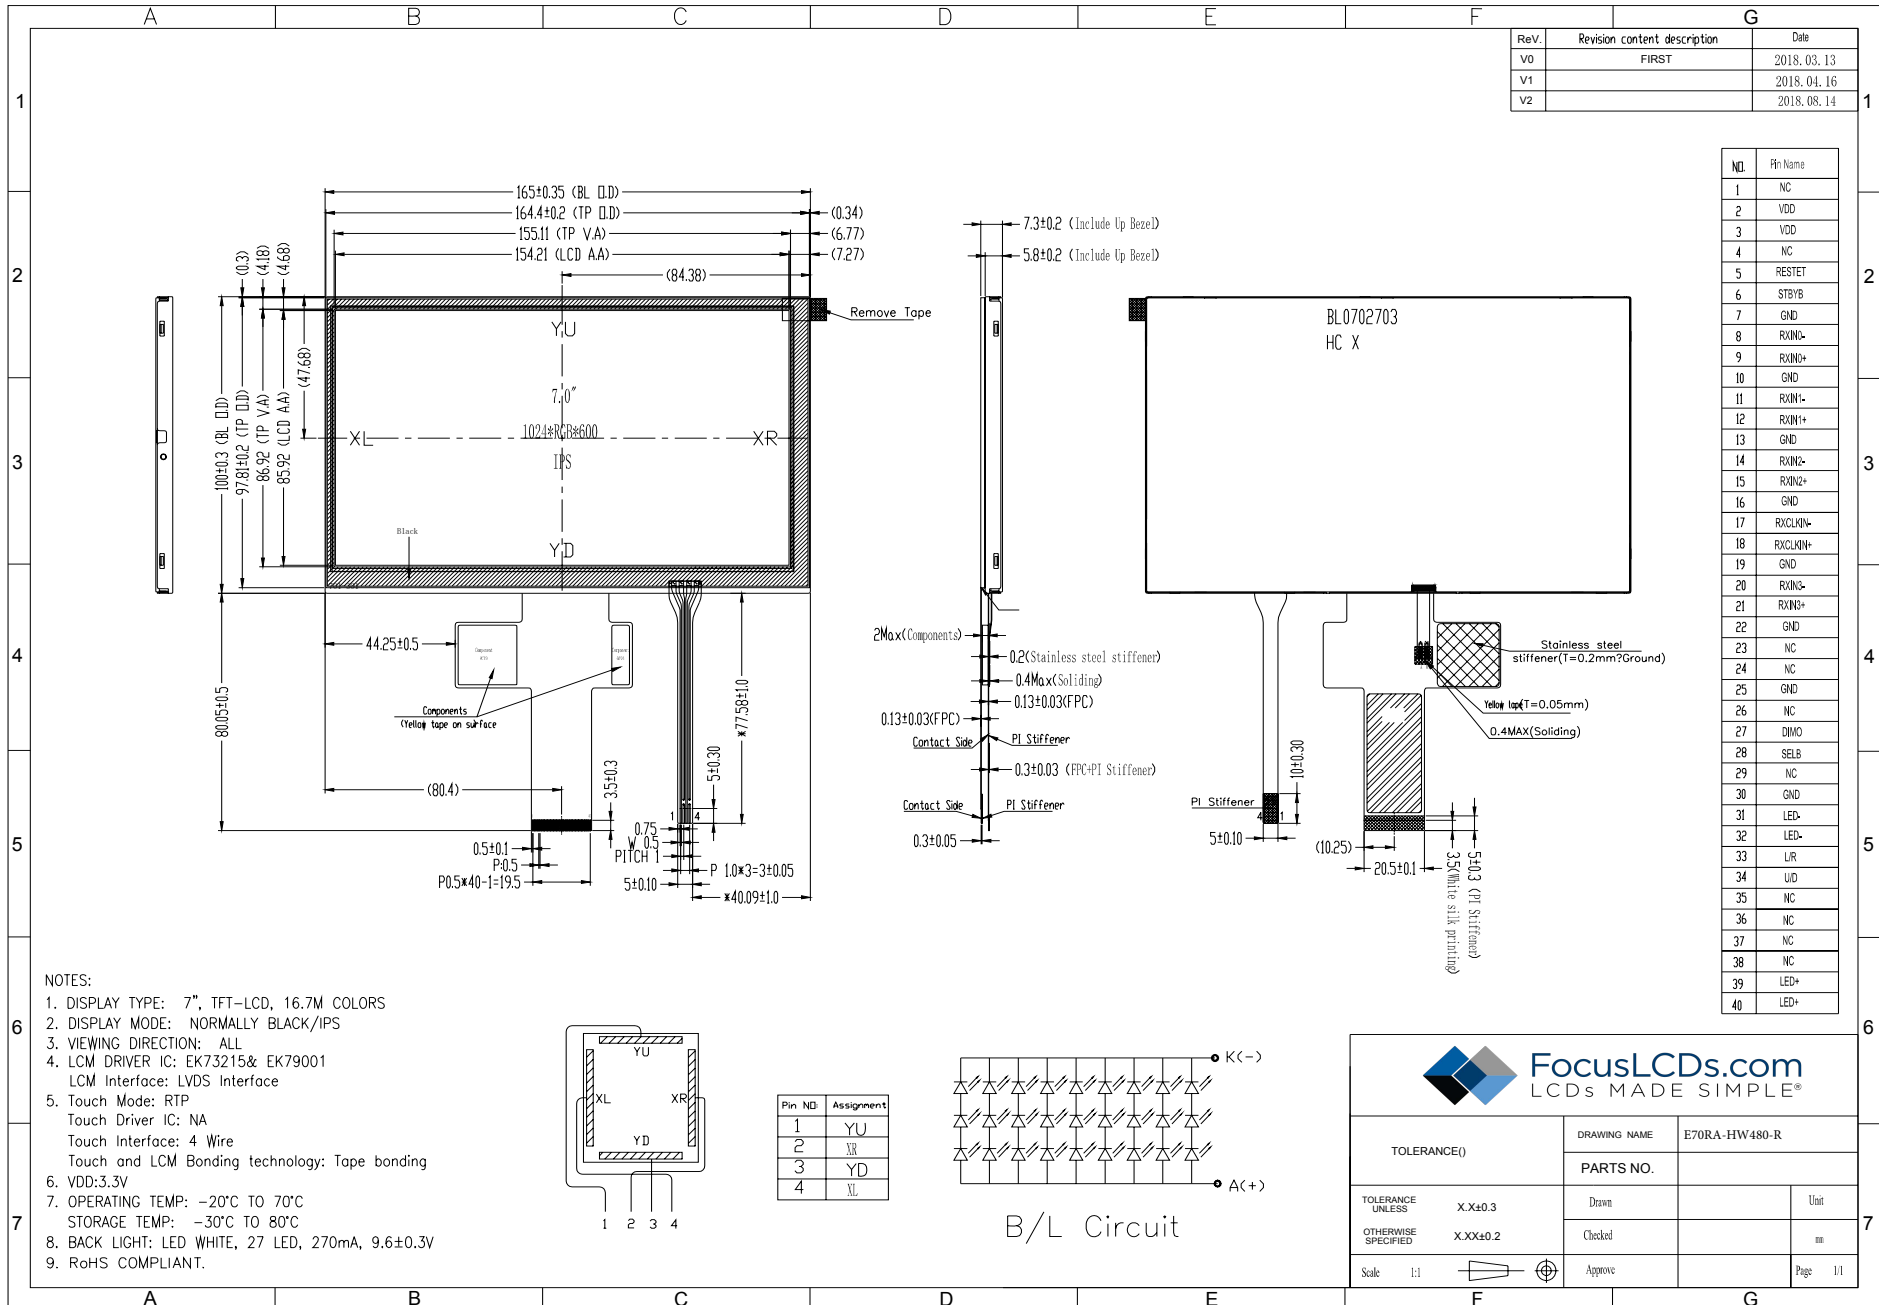 A B C D E F G
ReV. Revision content description Date
V0 FIRST 2018.03.13
V1 2018.04.16
V2 2018.08.14
1 1
2 2
3 3
4 4
5 5
6 6
7 7
NO. Pin Name
1 NC
2 VDD
3 VDD
4 NC
5 RESTET
6 STBYB
7 GND
8 RXIN0-
9 RXIN0+
10 GND
11 RXIN1-
12 RXIN1+
13 GND
14 RXIN2-
15 RXIN2+
16 GND
17 RXCLKIN-
18 RXCLKIN+
19 GND
20 RXIN3-
21 RXIN3+
22 GND
23 NC
24 NC
25 GND
26 NC
27 DIMO
28 SELB
29 NC
30 GND
31 LED-
32 LED-
33 L/R
34 U/D
35 NC
36 NC
37 NC
38 NC
39 LED+
40 LED+
165±0.35 (BL O.D)
164.4±0.2 (TP O.D) (0.34)
155.11 (TP V.A) (6.77)
154.21 (LCD A.A) (7.27)
(84.38)
(0.3)
(4.18)
(4.68)
(47.68)
100±0.3 (BL O.D)
97.81±0.2 (TP O.D)
86.92 (TP V.A)
85.92 (LCD A.A)
Remove Tape
YU
7.0"
XL 1024*RGB*600 XR
IPS
YD
Black
44.25±0.5
80.05±0.5
Components
(Yellow tape on surface
(80.4)
3.5±0.3
*77.58±1.0
5±0.30
1 4
0.5±0.1
P:0.5
P0.5*40-1=19.5
0.75
W 0.5
PITCH 1
P 1.0*3=3±0.05
5±0.10
*40.09±1.0
7.3±0.2 (Include Up Bezel)
5.8±0.2 (Include Up Bezel)
2Max(Components)
0.2(Stainless steel stiffener)
0.4Max(Soliding)
0.13±0.03(FPC)
0.13±0.03(FPC)
Contact Side PI Stiffener
0.3±0.03 (FPC+PI Stiffener)
Contact Side PI Stiffener
0.3±0.05
BL0702703
HC X
Stainless steel
stiffener(T=0.2mm?Ground)
Yellow tape(T=0.05mm)
0.4MAX(Soliding)
10±0.30
PI Stiffener
4 1
5±0.10
(10.25)
20.5±0.1
3.5(White silk printing)
5±0.3 (PI Stiffener)
NOTES:
1. DISPLAY TYPE: 7", TFT-LCD, 16.7M COLORS
2. DISPLAY MODE: NORMALLY BLACK/IPS
3. VIEWING DIRECTION: ALL
4. LCM DRIVER IC: EK73215& EK79001
LCM Interface: LVDS Interface
5. Touch Mode: RTP
Touch Driver IC: NA
Touch Interface: 4 Wire
Touch and LCM Bonding technology: Tape bonding
6. VDD:3.3V
7. OPERATING TEMP: -20°C TO 70°C
STORAGE TEMP: -30°C TO 80°C
8. BACK LIGHT: LED WHITE, 27 LED, 270mA, 9.6±0.3V
9. RoHS COMPLIANT.
YU
XL XR
YD
1 2 3 4
Pin NO: Assignment
1 YU
2 XR
3 YD
4 XL
K(-)
A(+)
B/L Circuit
FocusLCDs.com
LCDs MADE SIMPLE®
TOLERANCE()
DRAWING NAME E70RA-HW480-R
PARTS NO.
TOLERANCE UNLESS X.X±0.3
OTHERWISE SPECIFIED X.XX±0.2
Drawn Unit
Checked mm
Scale 1:1 Approve Page 1/1
A B C D E F G